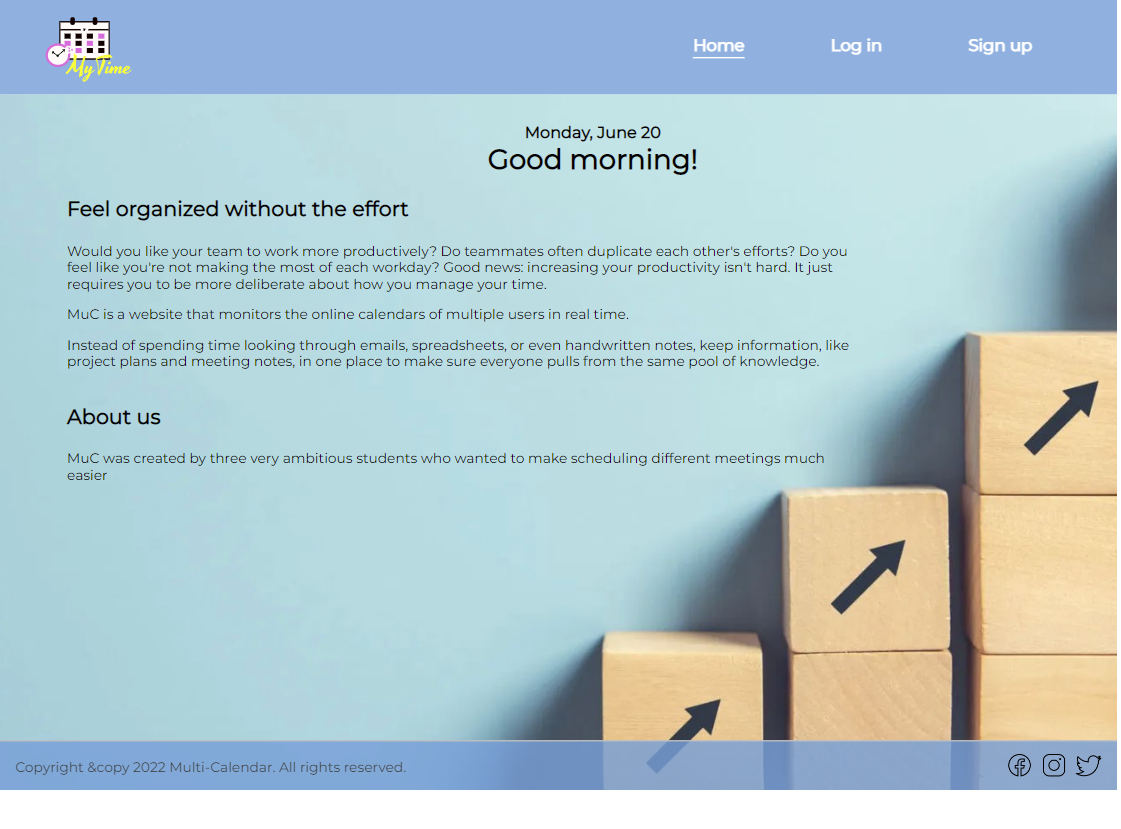 My Time
Home Log in Sign up
Monday, June 20
Good morning!
Feel organized without the effort
Would you like your team to work more productively? Do teammates often duplicate each other's efforts? Do you
feel like you're not making the most of each workday? Good news: increasing your productivity isn't hard. It just
requires you to be more deliberate about how you manage your time.
MuC is a website that monitors the online calendars of multiple users in real time.
Instead of spending time looking through emails, spreadsheets, or even handwritten notes, keep information, like
project plans and meeting notes, in one place to make sure everyone pulls from the same pool of knowledge.
About us
MuC was created by three very ambitious students who wanted to make scheduling different meetings much
easier
Copyright &copy 2022 Multi-Calendar. All rights reserved.